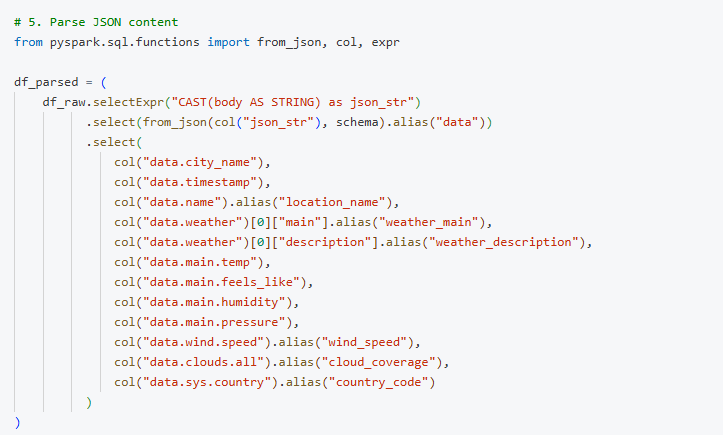 # 5. Parse JSON content
from pyspark.sql.functions import from_json, col, expr

df_parsed = (
    df_raw.selectExpr("CAST(body AS STRING) as json_str")
          .select(from_json(col("json_str"), schema).alias("data"))
          .select(
              col("data.city_name"),
              col("data.timestamp"),
              col("data.name").alias("location_name"),
              col("data.weather")[0]["main"].alias("weather_main"),
              col("data.weather")[0]["description"].alias("weather_description"),
              col("data.main.temp"),
              col("data.main.feels_like"),
              col("data.main.humidity"),
              col("data.main.pressure"),
              col("data.wind.speed").alias("wind_speed"),
              col("data.clouds.all").alias("cloud_coverage"),
              col("data.sys.country").alias("country_code")
          )
)